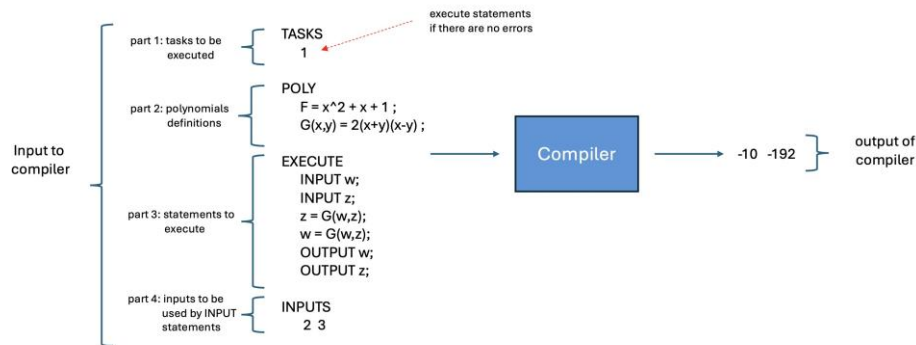 execute statements
if there are no errors
part 1: tasks to be
executed
TASKS
1
part 2: polynomials
definitions
POLY
F = x^2 + x + 1 ;
G(x,y) = 2(x+y)(x-y) ;
Input to
compiler
part 3: statements to
execute
EXECUTE
INPUT w;
INPUT z;
z = G(w,z);
w = G(w,z);
OUTPUT w;
OUTPUT z;
part 4: inputs to be
used by INPUT
statements
INPUTS
2 3
Compiler
-10 -192
output of
compiler